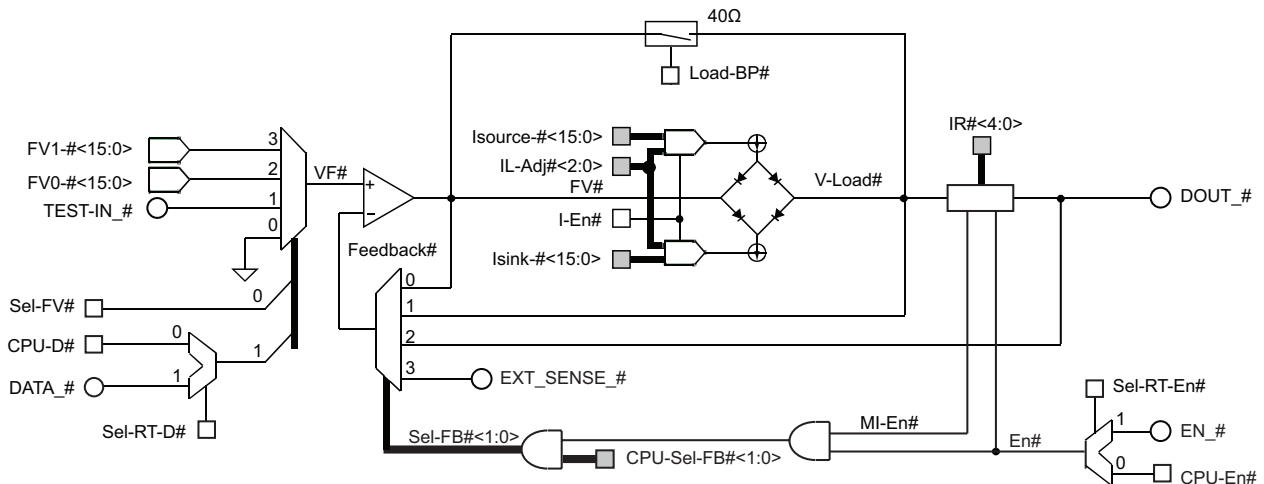 40Ω
Load-BP#
Isource-#<15:0>
IR#<4:0>
FV1-#<15:0>
3
IL-Adj#<2:0>
FV0-#<15:0>
2
VF#
+
FV#
V-Load#
TEST-IN_#
1
DOUT_#
−
0
I-En#
Feedback#
Isink-#<15:0>
0
Sel-FV#
0
1
CPU-D#
0
2
1
DATA_#
1
3
EXT_SENSE_#
Sel-RT-En#
Sel-RT-D#
MI-En#
1
EN_#
Sel-FB#<1:0>
En#
CPU-Sel-FB#<1:0>
0
CPU-En#